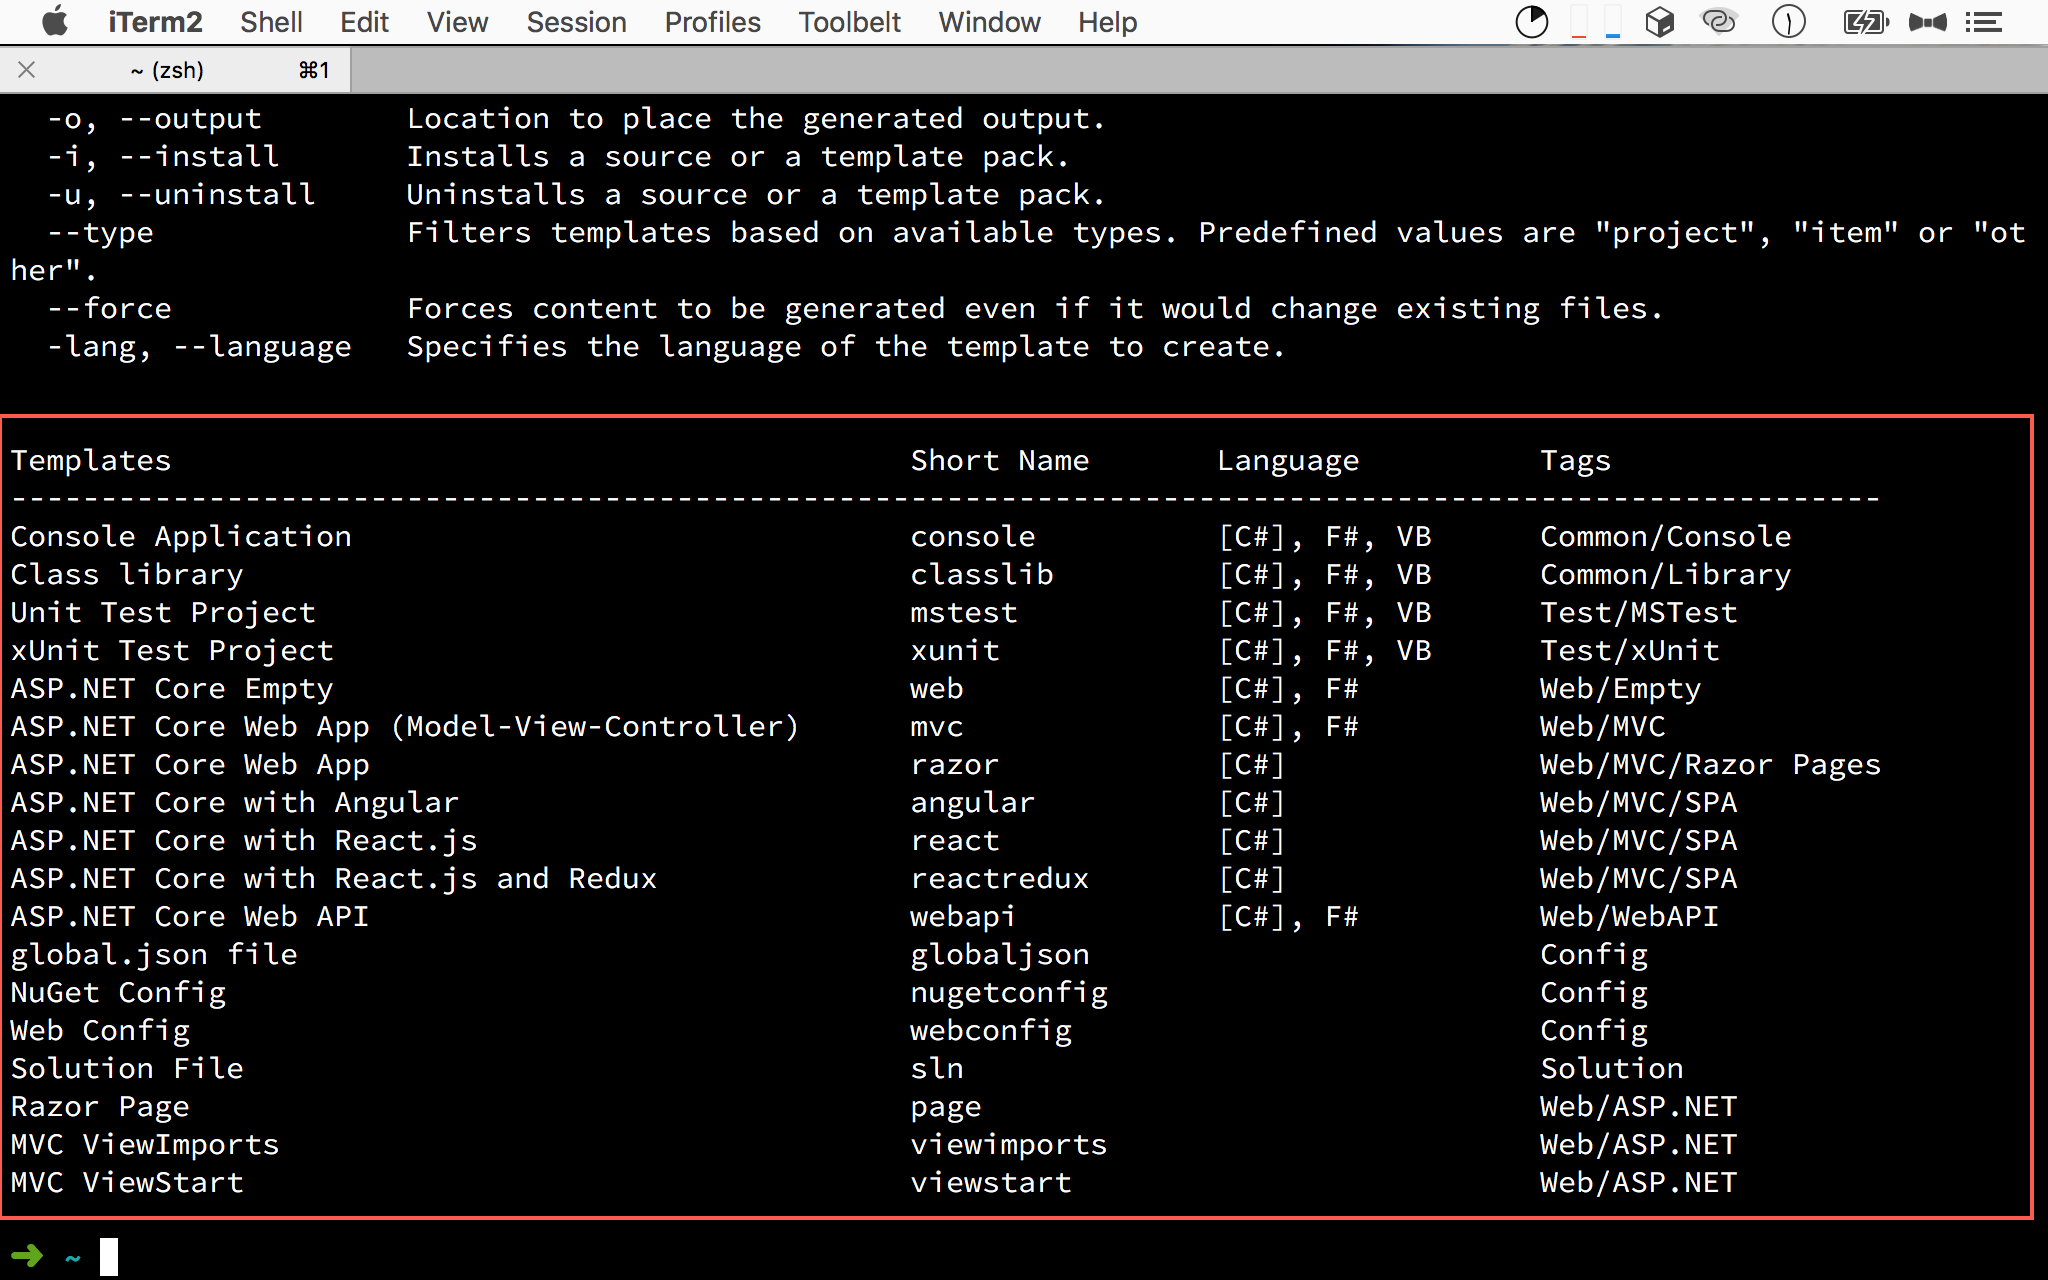 iTerm2 Shell Edit View Session Profiles Toolbelt Window Help
~ (zsh) ⌘1
-o, --output Location to place the generated output.
-i, --install Installs a source or a template pack.
-u, --uninstall Uninstalls a source or a template pack.
--type Filters templates based on available types. Predefined values are "project", "item" or "ot
her".
--force Forces content to be generated even if it would change existing files.
-lang, --language Specifies the language of the template to create.
Templates Short Name Language Tags
--------------------------------------------------------------------------------------------------------
Console Application console [C#], F#, VB Common/Console
Class library classlib [C#], F#, VB Common/Library
Unit Test Project mstest [C#], F#, VB Test/MSTest
xUnit Test Project xunit [C#], F#, VB Test/xUnit
ASP.NET Core Empty web [C#], F# Web/Empty
ASP.NET Core Web App (Model-View-Controller) mvc [C#], F# Web/MVC
ASP.NET Core Web App razor [C#] Web/MVC/Razor Pages
ASP.NET Core with Angular angular [C#] Web/MVC/SPA
ASP.NET Core with React.js react [C#] Web/MVC/SPA
ASP.NET Core with React.js and Redux reactredux [C#] Web/MVC/SPA
ASP.NET Core Web API webapi [C#], F# Web/WebAPI
global.json file globaljson Config
NuGet Config nugetconfig Config
Web Config webconfig Config
Solution File sln Solution
Razor Page page Web/ASP.NET
MVC ViewImports viewimports Web/ASP.NET
MVC ViewStart viewstart Web/ASP.NET
➜ ~